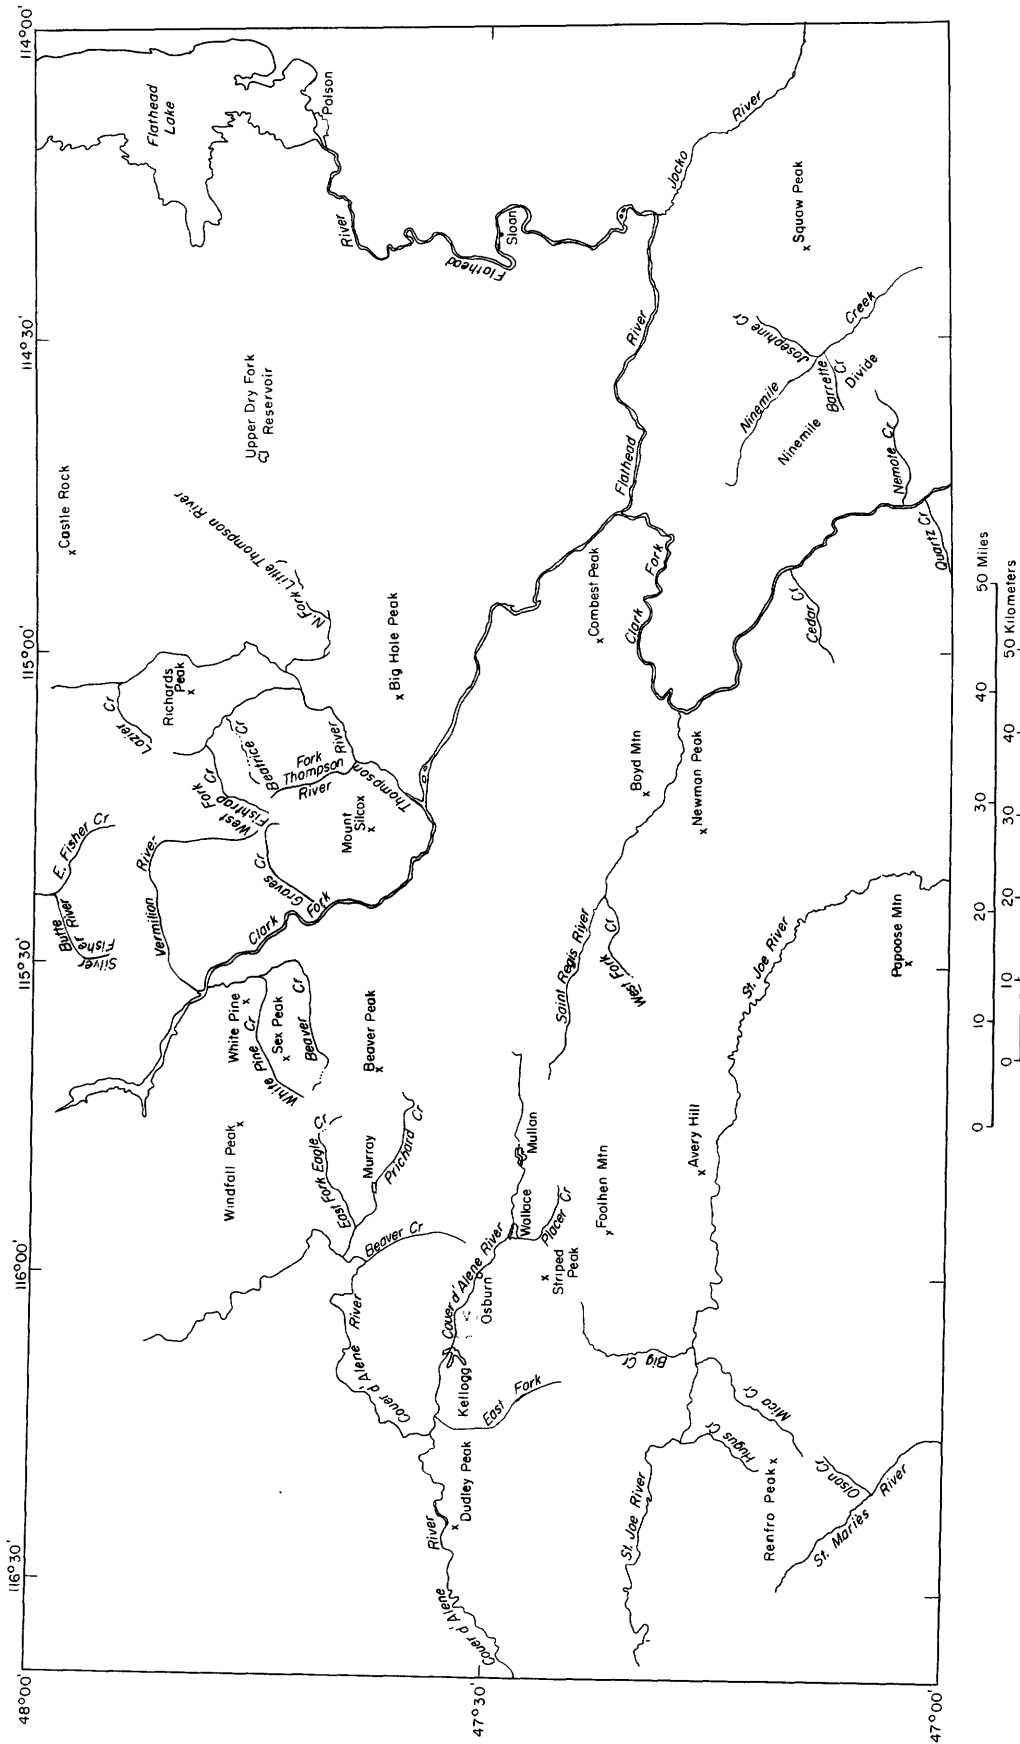 116°30'
116°00'
115°30'
115°00'
114°30'
114°00'
48°00'
47°30'
47°00'
Flathead
Lake
Polson
River
Flathead
Sloan
Jocko
River
Squaw Peak
Castle Rock
Upper Dry Fork
Reservoir
N. Fork Little Thompson River
Lazier Cr
Richards
Peak
Big Hole Peak
Beatrice Cr
Fishtrap Cr
West Fork
Fork
Thompson
River
Thompson River
Mount
Silcox
E. Fisher Cr
Silver Butte
Fisher River
Vermilion River
Graves Cr
Clark Fork
White Pine
White Pine Cr
Sex Peak
Beaver Cr
Beaver Peak
Windfall Peak
East Fork Eagle Cr
Murray
Prichard Cr
Beaver Cr
Couer d'Alene River
Couer d'Alene River
Couer d'Alene River
Dudley Peak
Kellogg
East Fork
Osburn
Wallace
Mullan
Placer Cr
Striped
Peak
Foolhen Mtn
Saint Regis River
West Fork Cr
Boyd Mtn
Newman Peak
Combest Peak
Clark Fork
Flathead River
Ninemile Creek
Josephine Cr
Barrette
Cr
Ninemile Divide
Nemote Cr
Quartz Cr
Cedar Cr
St. Joe River
Big Cr
Hugus Cr
Mica Cr
Renfro Peak
Olson Cr
St. Mariès River
Avery Hill
St. Joe River
Papoose Mtn
0 10 20 30 40 50 Miles
0 10 20 30 40 50 Kilometers